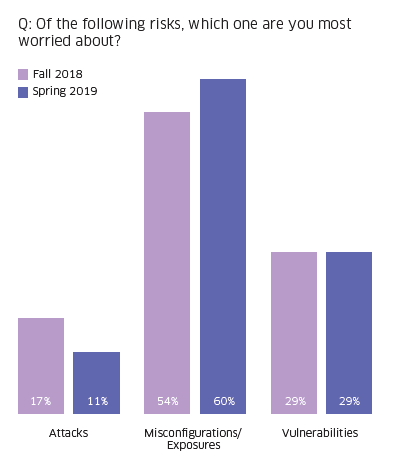 Q: Of the following risks, which one are you most
worried about?
Fall 2018
Spring 2019
17%
11%
54%
60%
29%
29%
Attacks
Misconfigurations/
Exposures
Vulnerabilities